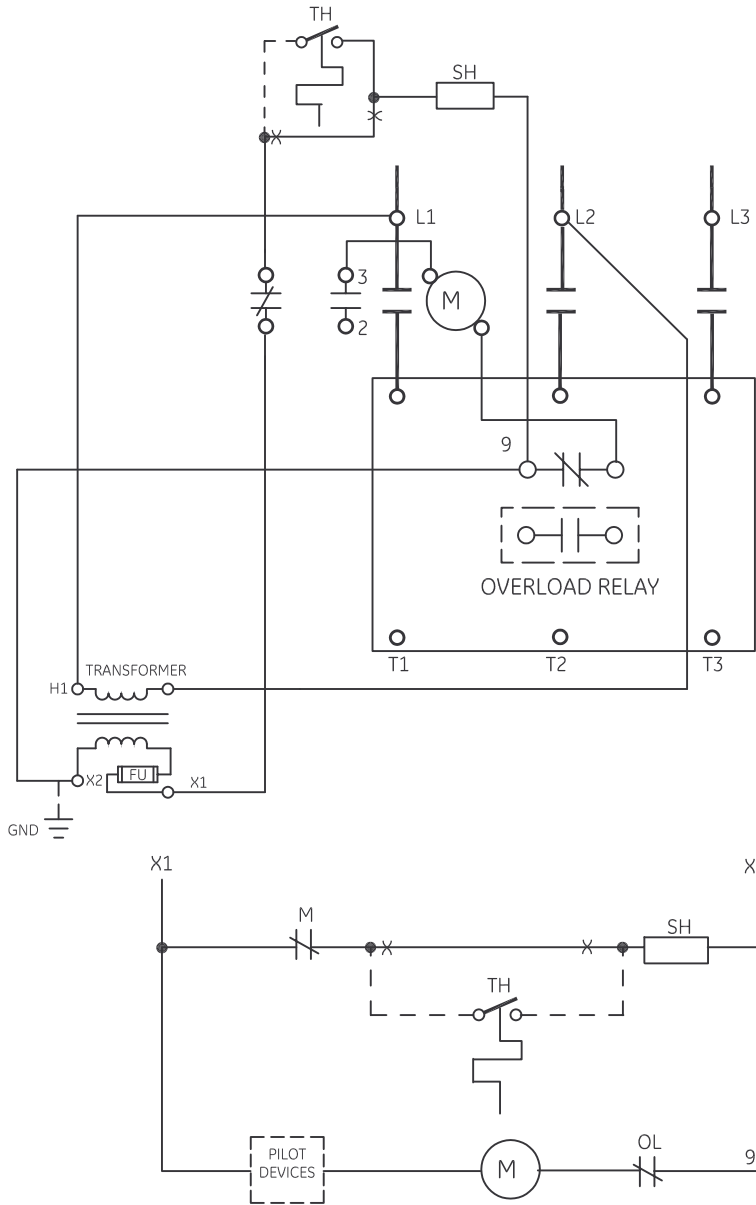 TH
SH
L1
L2
L3
3
M
2
9
OVERLOAD RELAY
T1
T2
T3
TRANSFORMER
H1
FU
X2
X1
GND
X1
X
M
SH
TH
PILOT
DEVICES
M
OL
9